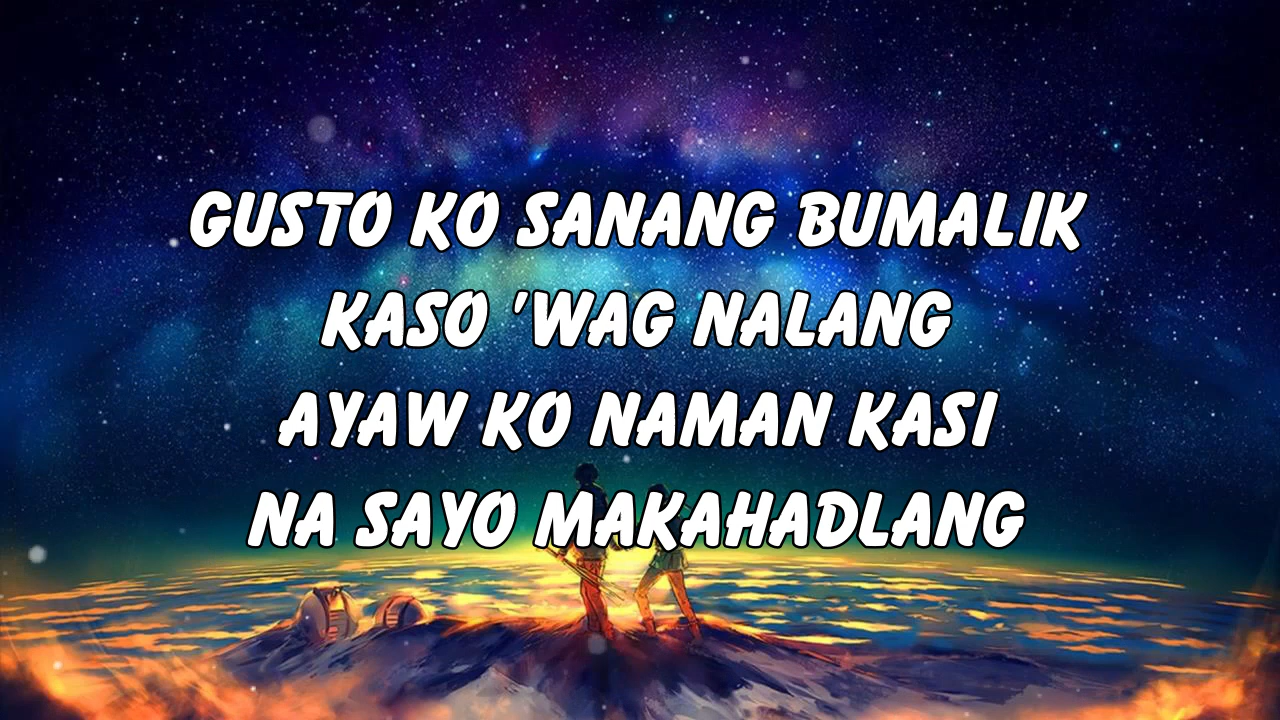 GUSTO KO SANANG BUMALIK
KASO 'WAG NALANG
AYAW KO NAMAN KASI
NA SAYO MAKAHADLANG